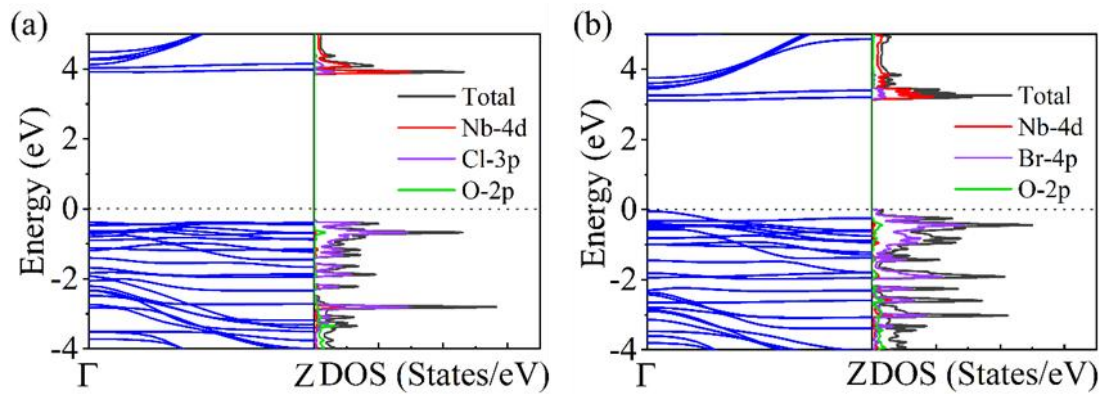 (a)
Energy (eV)
4
2
0
-2
-4
Total
Nb-4d
Cl-3p
O-2p
Γ
Z
DOS (States/eV)
(b)
Energy (eV)
4
2
0
-2
-4
Total
Nb-4d
Br-4p
O-2p
Γ
Z
DOS (States/eV)